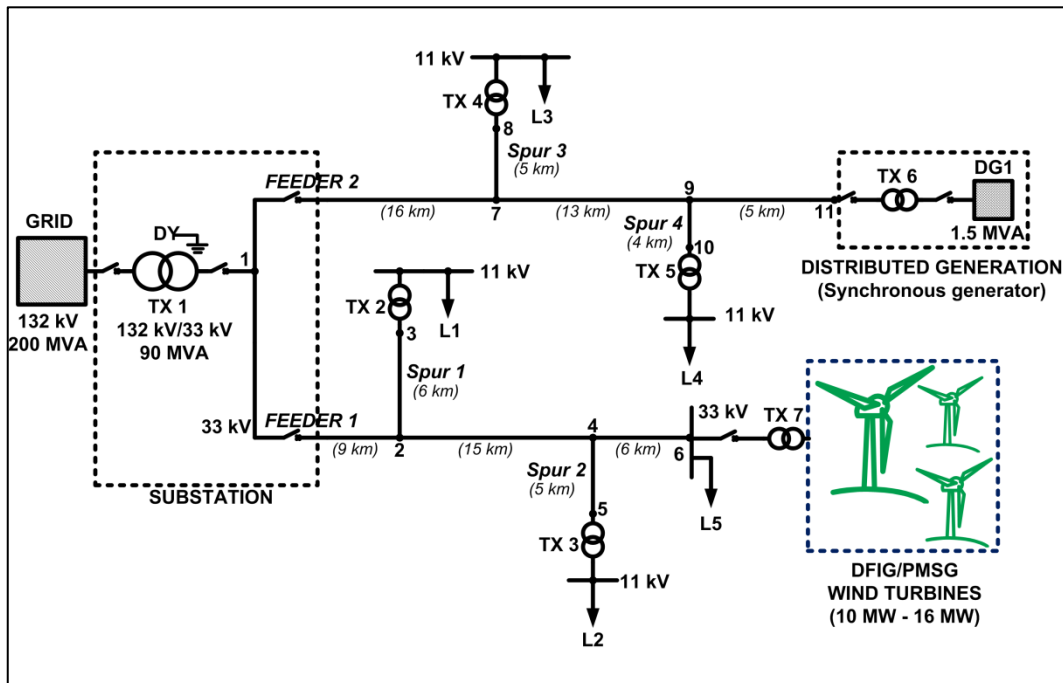 11 kV
TX 4
L3
8
Spur 3
(5 km)
FEEDER 2
(16 km)
7
(13 km)
9
(5 km)
11
TX 6
DG1
1.5 MVA
DISTRIBUTED GENERATION
(Synchronous generator)
Spur 4
(4 km)
10
TX 5
11 kV
L4
GRID
132 kV
200 MVA
DY
1
TX 1
132 kV/33 kV
90 MVA
33 kV
SUBSTATION
11 kV
TX 2
L1
3
Spur 1
(6 km)
FEEDER 1
(9 km)
2
(15 km)
4
(6 km)
6
33 kV
TX 7
L5
Spur 2
(5 km)
5
TX 3
11 kV
L2
DFIG/PMSG
WIND TURBINES
(10 MW - 16 MW)